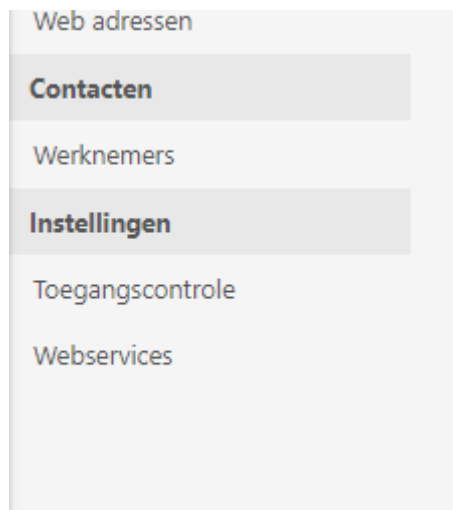 Web adressen
Contacten
Werknemers
Instellingen
Toegangscontrole
Webservices